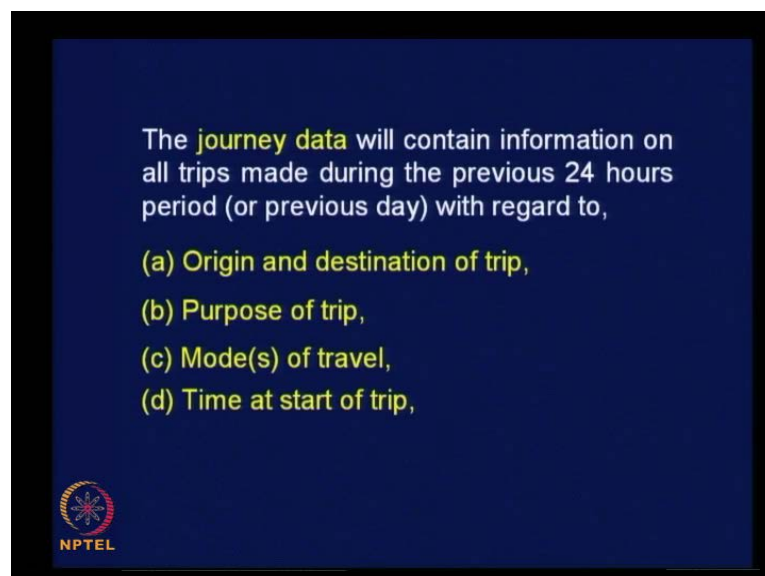 The journey data will contain information on
all trips made during the previous 24 hours
period (or previous day) with regard to,
(a) Origin and destination of trip,
(b) Purpose of trip,
(c) Mode(s) of travel,
(d) Time at start of trip,
NPTEL